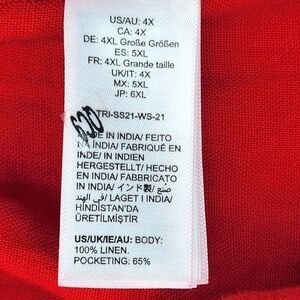 US/AU: 4X
CA: 4X
DE: 4XL Große Größen
ES: 5XL
FR: 4XL Grande taille
UK/IT: 4X
MX: 5XL
JP: 6XL
TRI-SS21-WS-21
IN INDIA/ FEITO
NA INDIA/ FABRIQUÉ EN
INDE/ IN INDIEN
HERGESTELLT/ HECHO
EN INDIA/ FABBRICATO
IN INDIA/ インド製 / صنع
في الهند/ LAGET I INDIA/
HİNDİSTAN'DA
ÜRETİLMİŞTİR
US/UK/IE/AU: BODY:
100% LINEN.
POCKETING: 65%